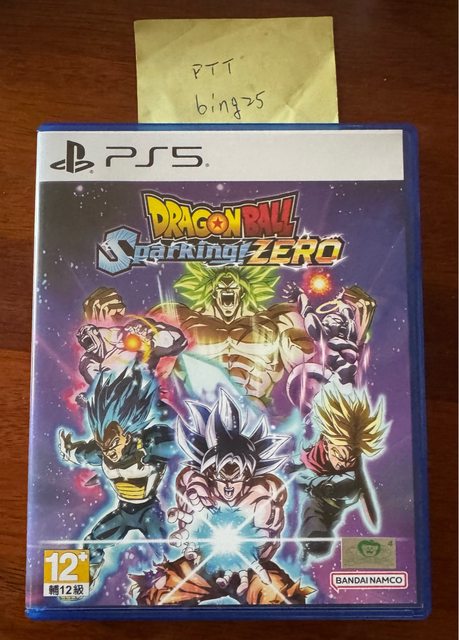 PTT
bing25
PS5
DRAGON BALL
Sparking! ZERO
12+
輔12級
BANDAI NAMCO